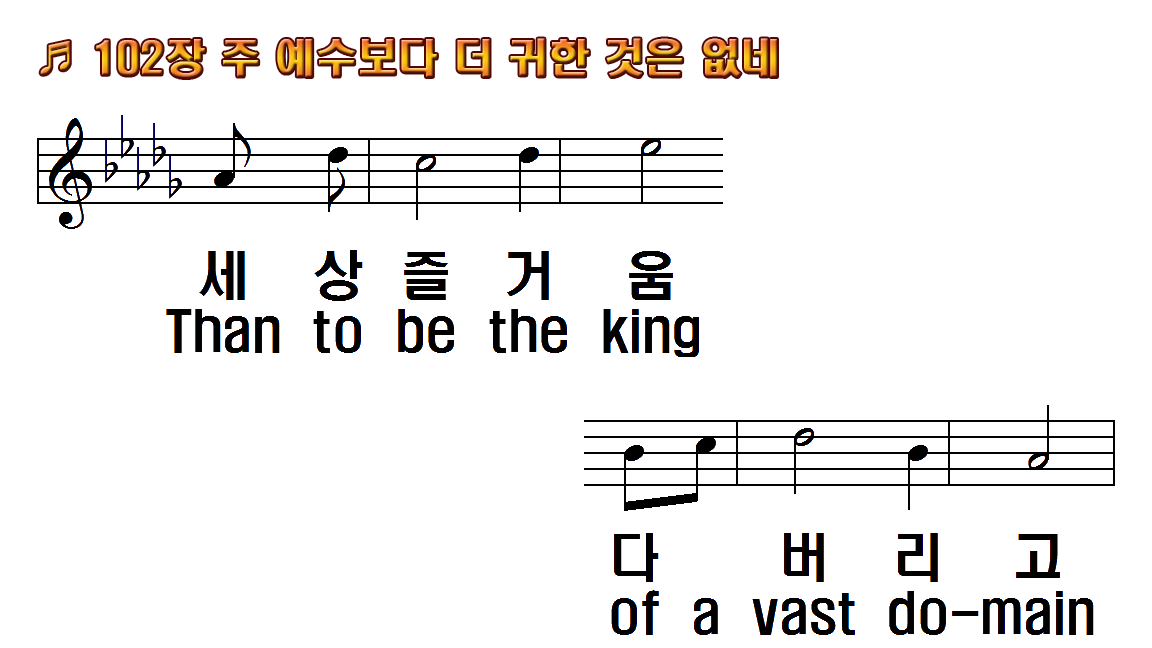 ♬ 102장 주 예수보다 더 귀한 것은 없네
세 상 즐 거 움
Than to be the king
다 버 리 고
of a vast do-main